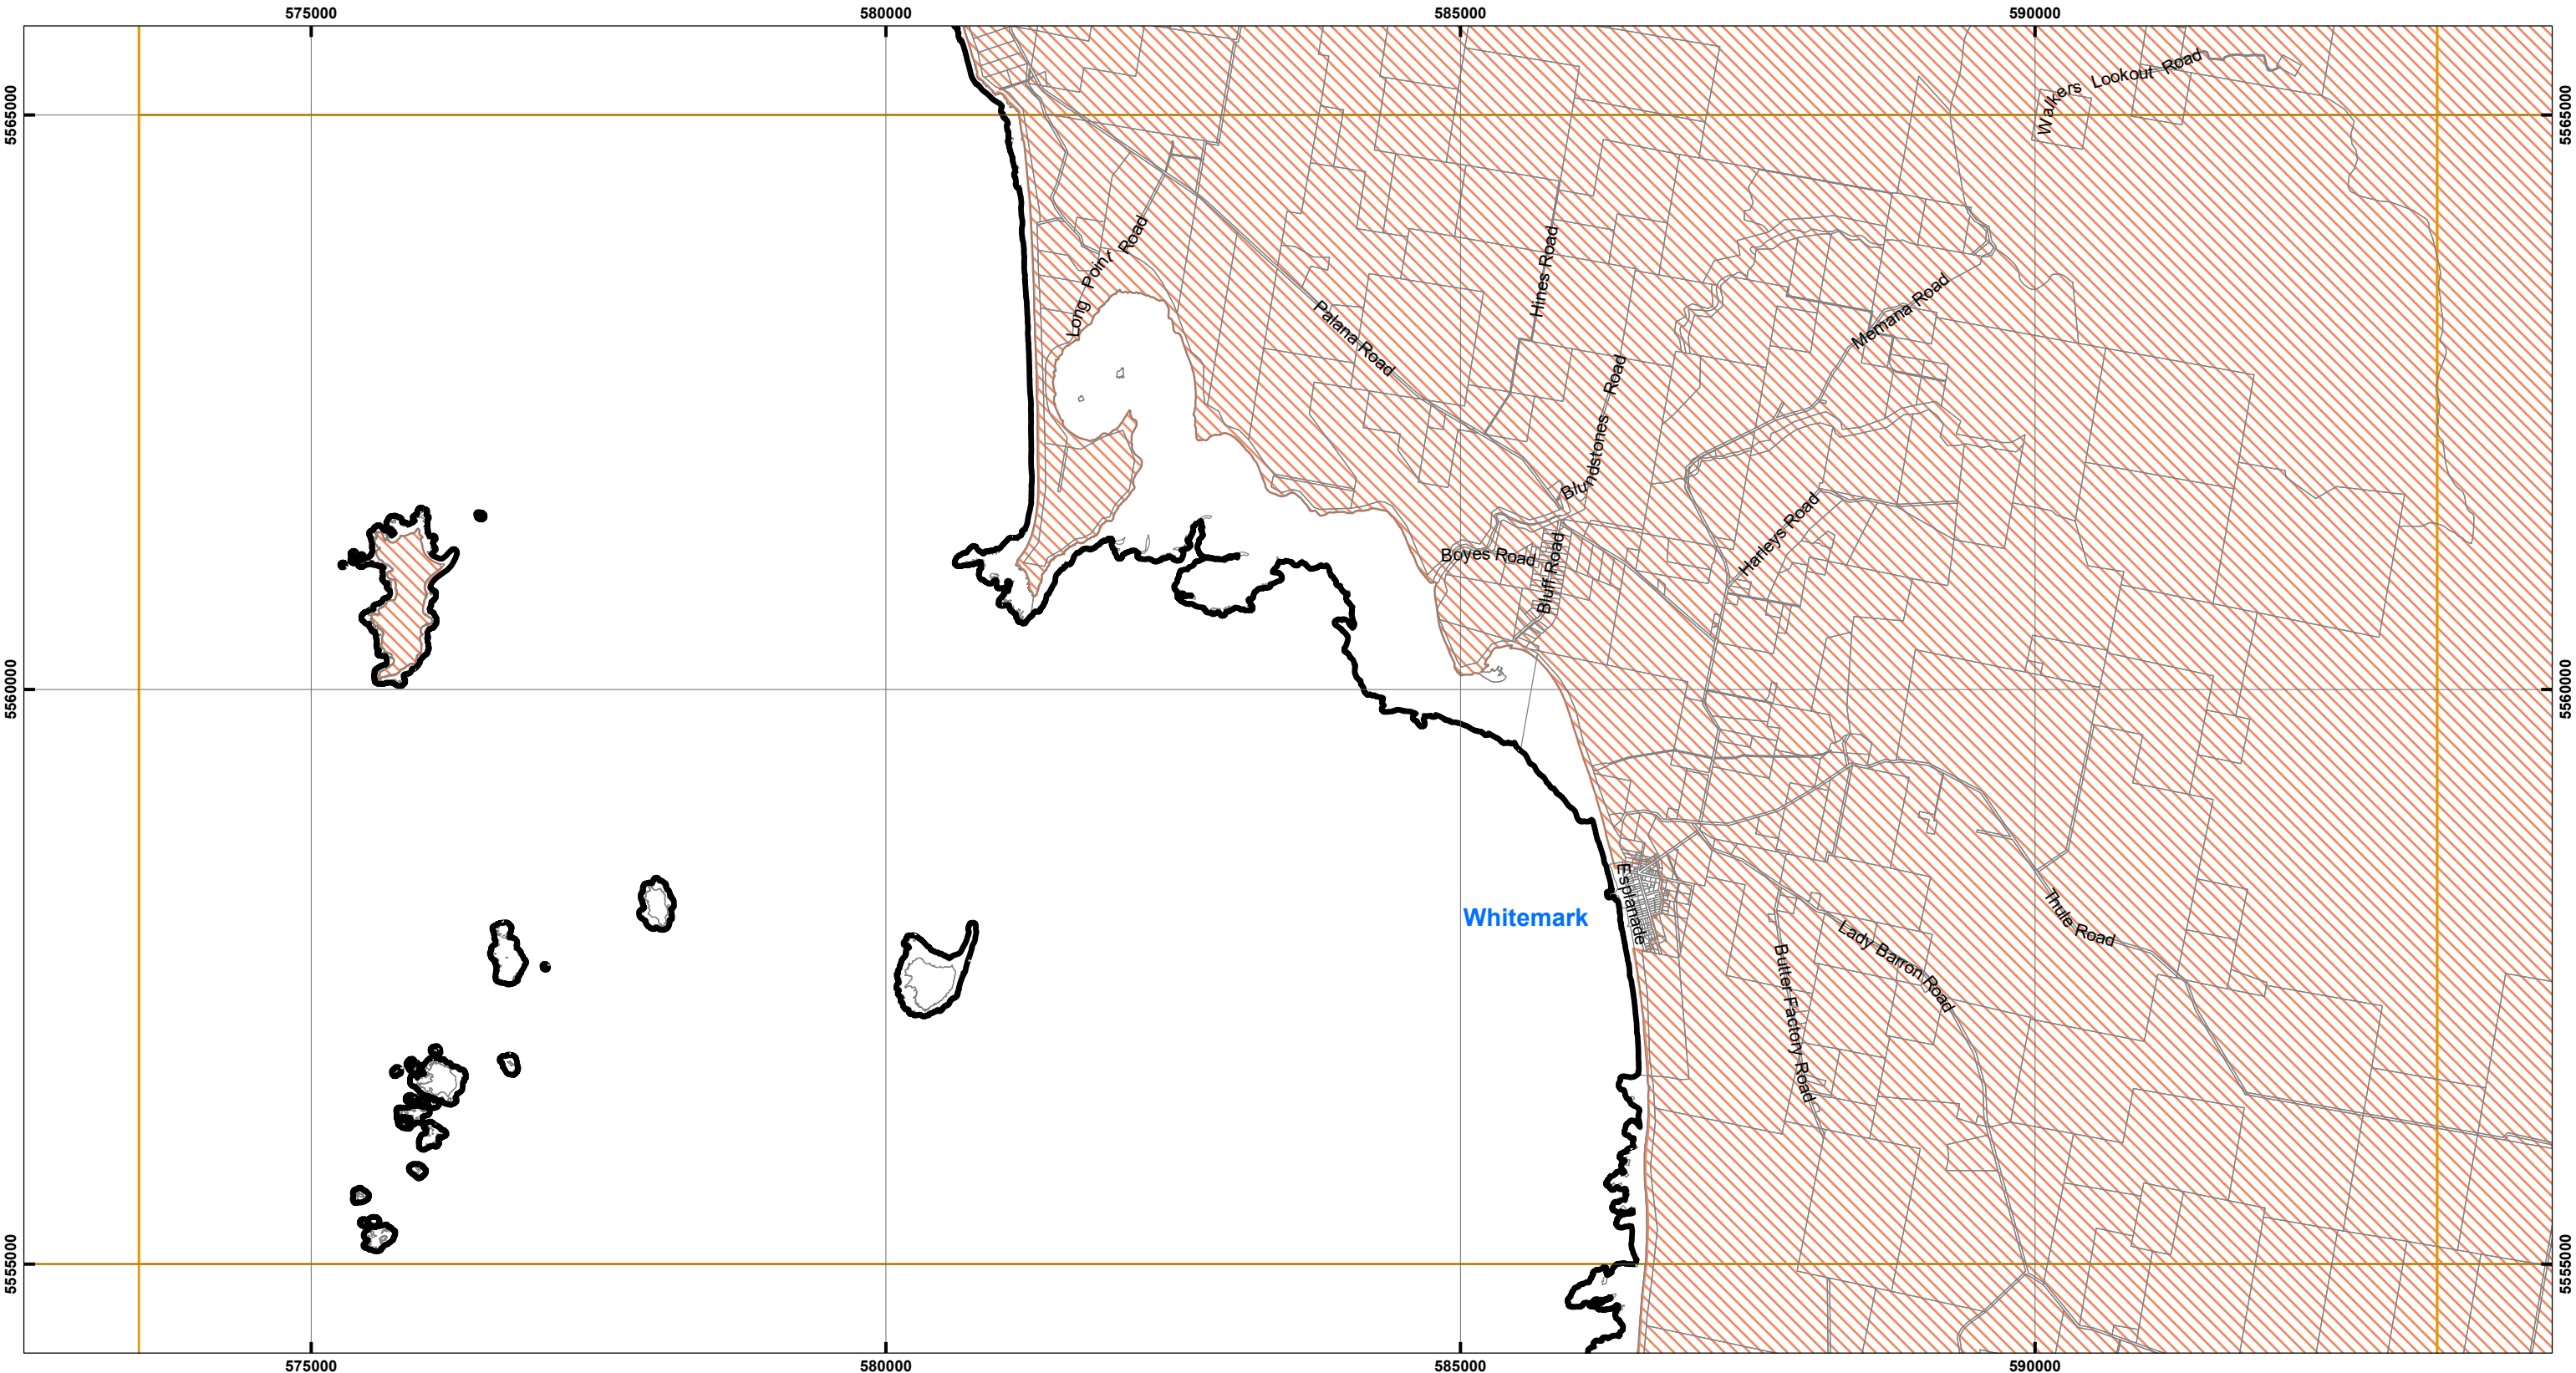 575000
580000
585000
590000
5565000
5565000
Walkers Lookout Road
Long Point Road
Hines Road
Palana Road
Memana Road
Blundstones Road
Harleys Road
Boyes Road
Bluff Road
5560000
5560000
Esplanade
Whitemark
Thule Road
Lady Barron Road
Butter Factory Road
5555000
5555000
575000
580000
585000
590000